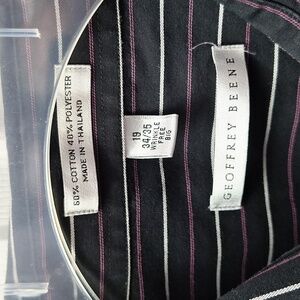 60% COTTON 40% POLYESTER
MADE IN THAILAND
19
34/35
WRINKLE
FREE
BIG
GEOFFREY BEENE